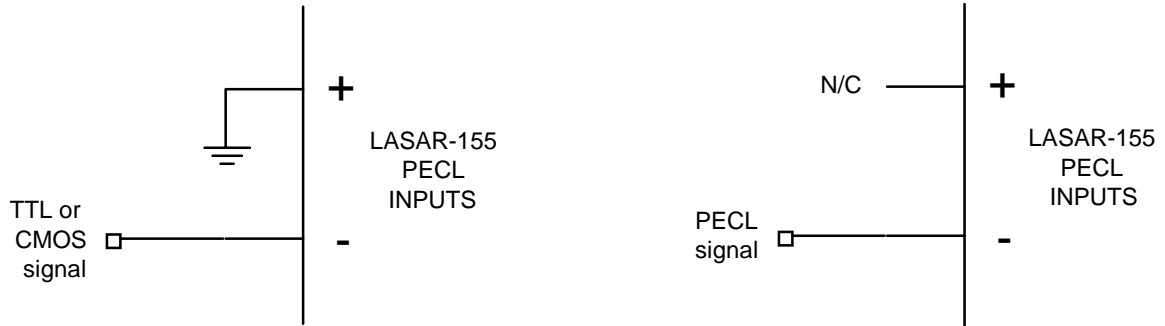 +
LASAR-155
PECL
INPUTS
TTL or
CMOS
signal
-
N/C
+
LASAR-155
PECL
INPUTS
PECL
signal
-